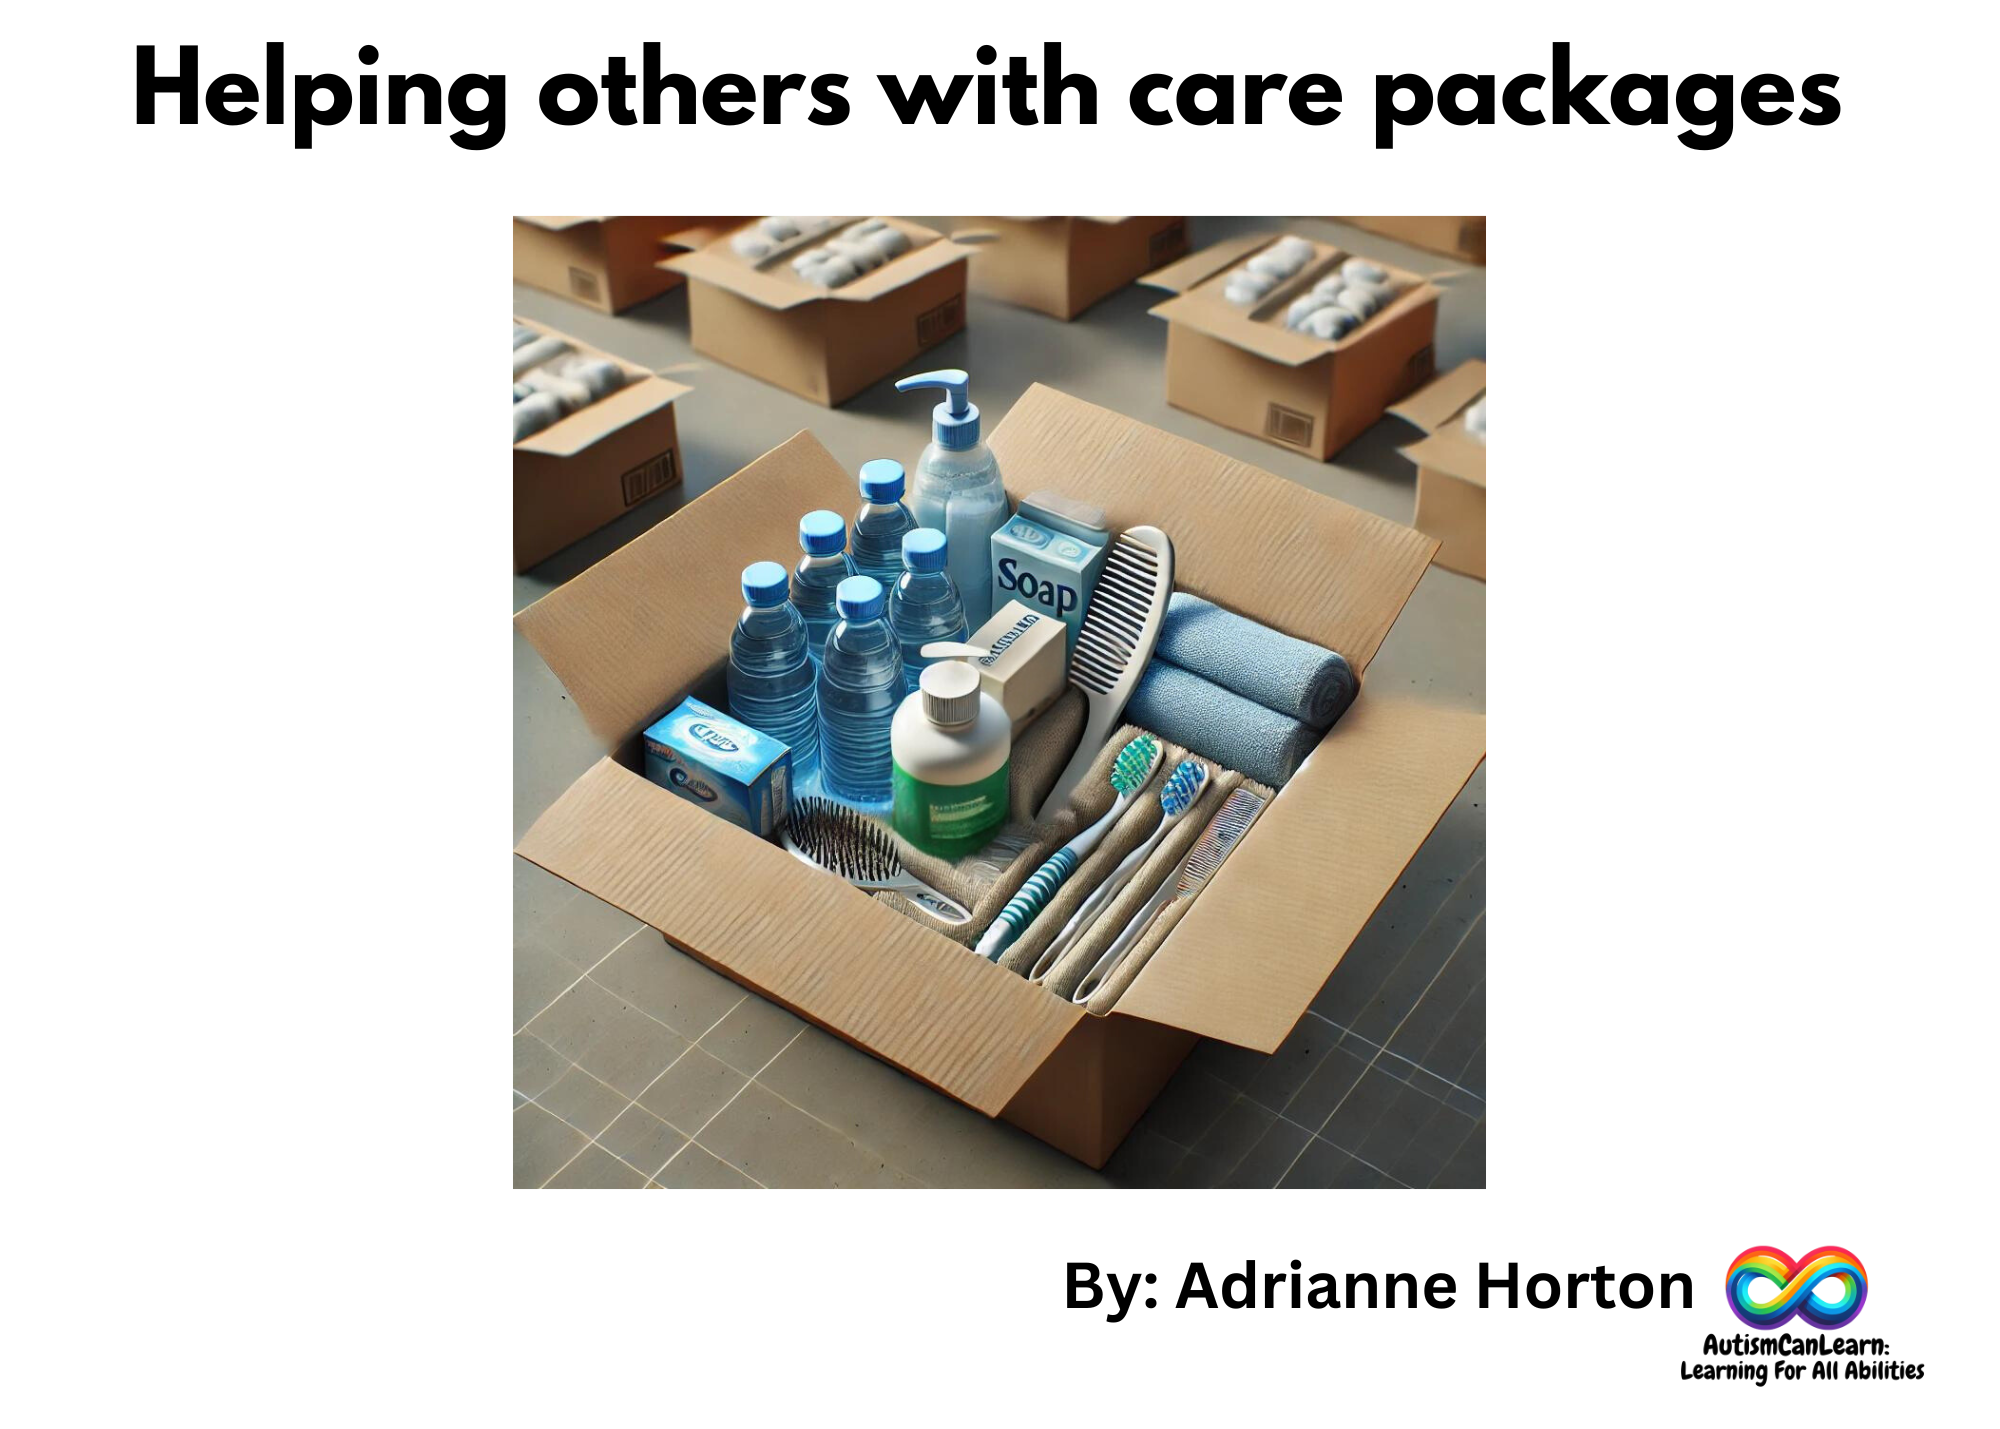 Helping others with care packages
Soap
By: Adrianne Horton
AutismCanLearn:
Learning For All Abilities